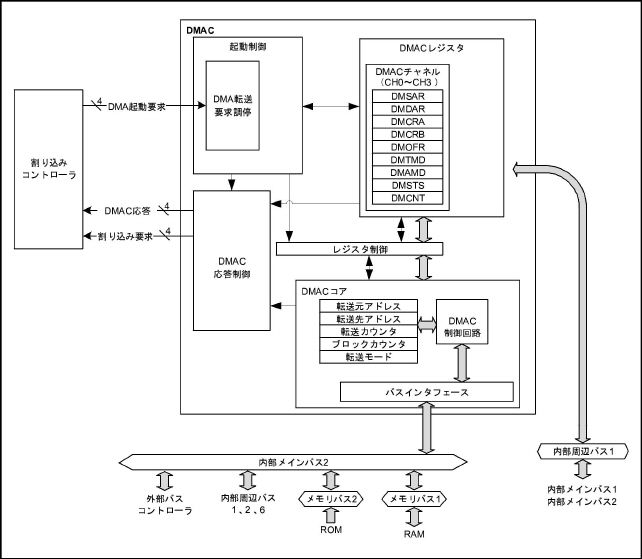 DMAC
起動制御
DMA転送
要求調停
DMACレジスタ
DMACチャネル
(CH0～CH3)
DMSAR
DMDAR
DMCRA
DMCRB
DMOFR
DMTMD
DMAMD
DMSTS
DMCNT
割り込み
コントローラ
4
DMA起動要求
DMAC応答
4
割り込み要求
4
DMAC
応答制御
レジスタ制御
DMACコア
転送元アドレス
転送先アドレス
転送カウンタ
ブロックカウンタ
転送モード
DMAC
制御回路
バスインタフェース
内部メインバス2
外部バス
コントローラ
内部周辺バス
1、2、6
メモリバス2
ROM
メモリバス1
RAM
内部周辺バス1
内部メインバス1
内部メインバス2